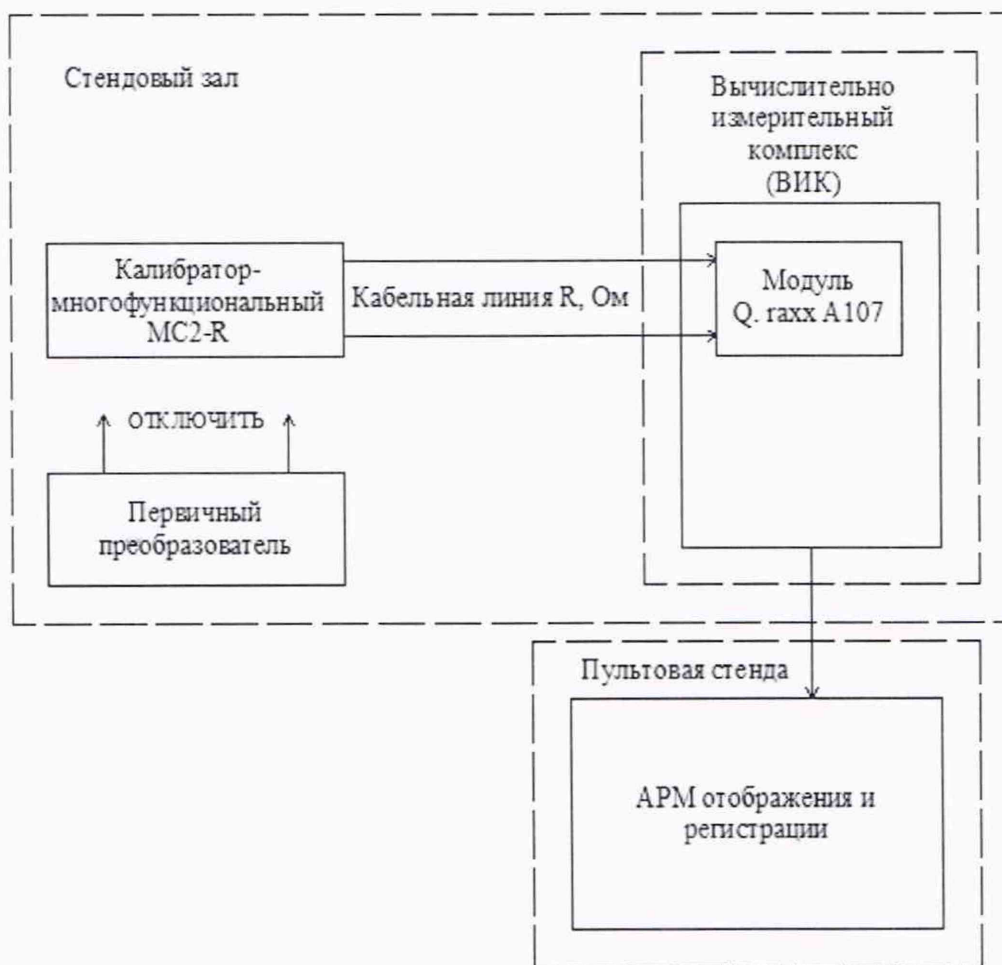 Стендовый зал
Вычислительно
измерительный
комплекс
(ВИК)
Калибратор-
многофункциональный
МС2-R
Кабельная линия R, Ом
Модуль
Q. raxx A107
ОТКЛЮЧИТЬ
Первичный
преобразователь
Пультовая стенда
АРМ отображения и
регистрации